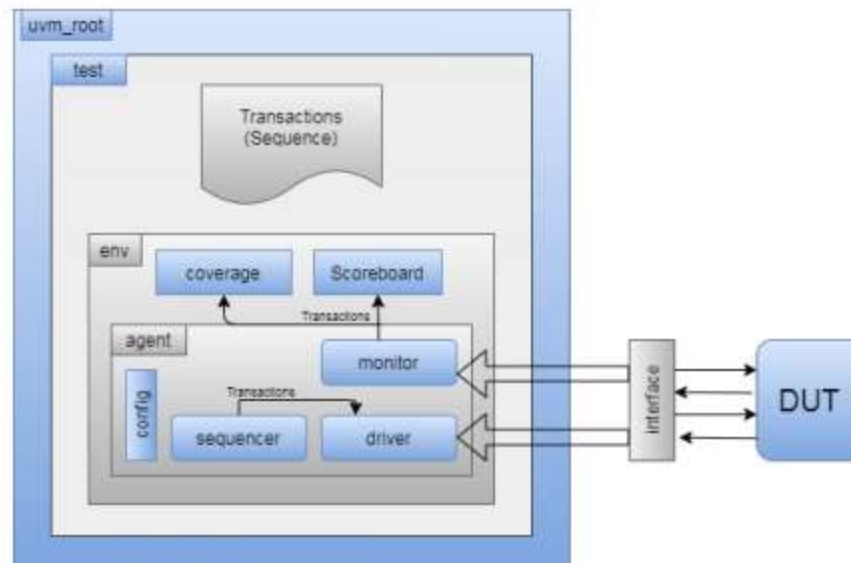 uvm_root
test
Transactions
(Sequence)
env
coverage
Scoreboard
Transactions
agent
monitor
config
Transactions
sequencer
driver
interface
DUT